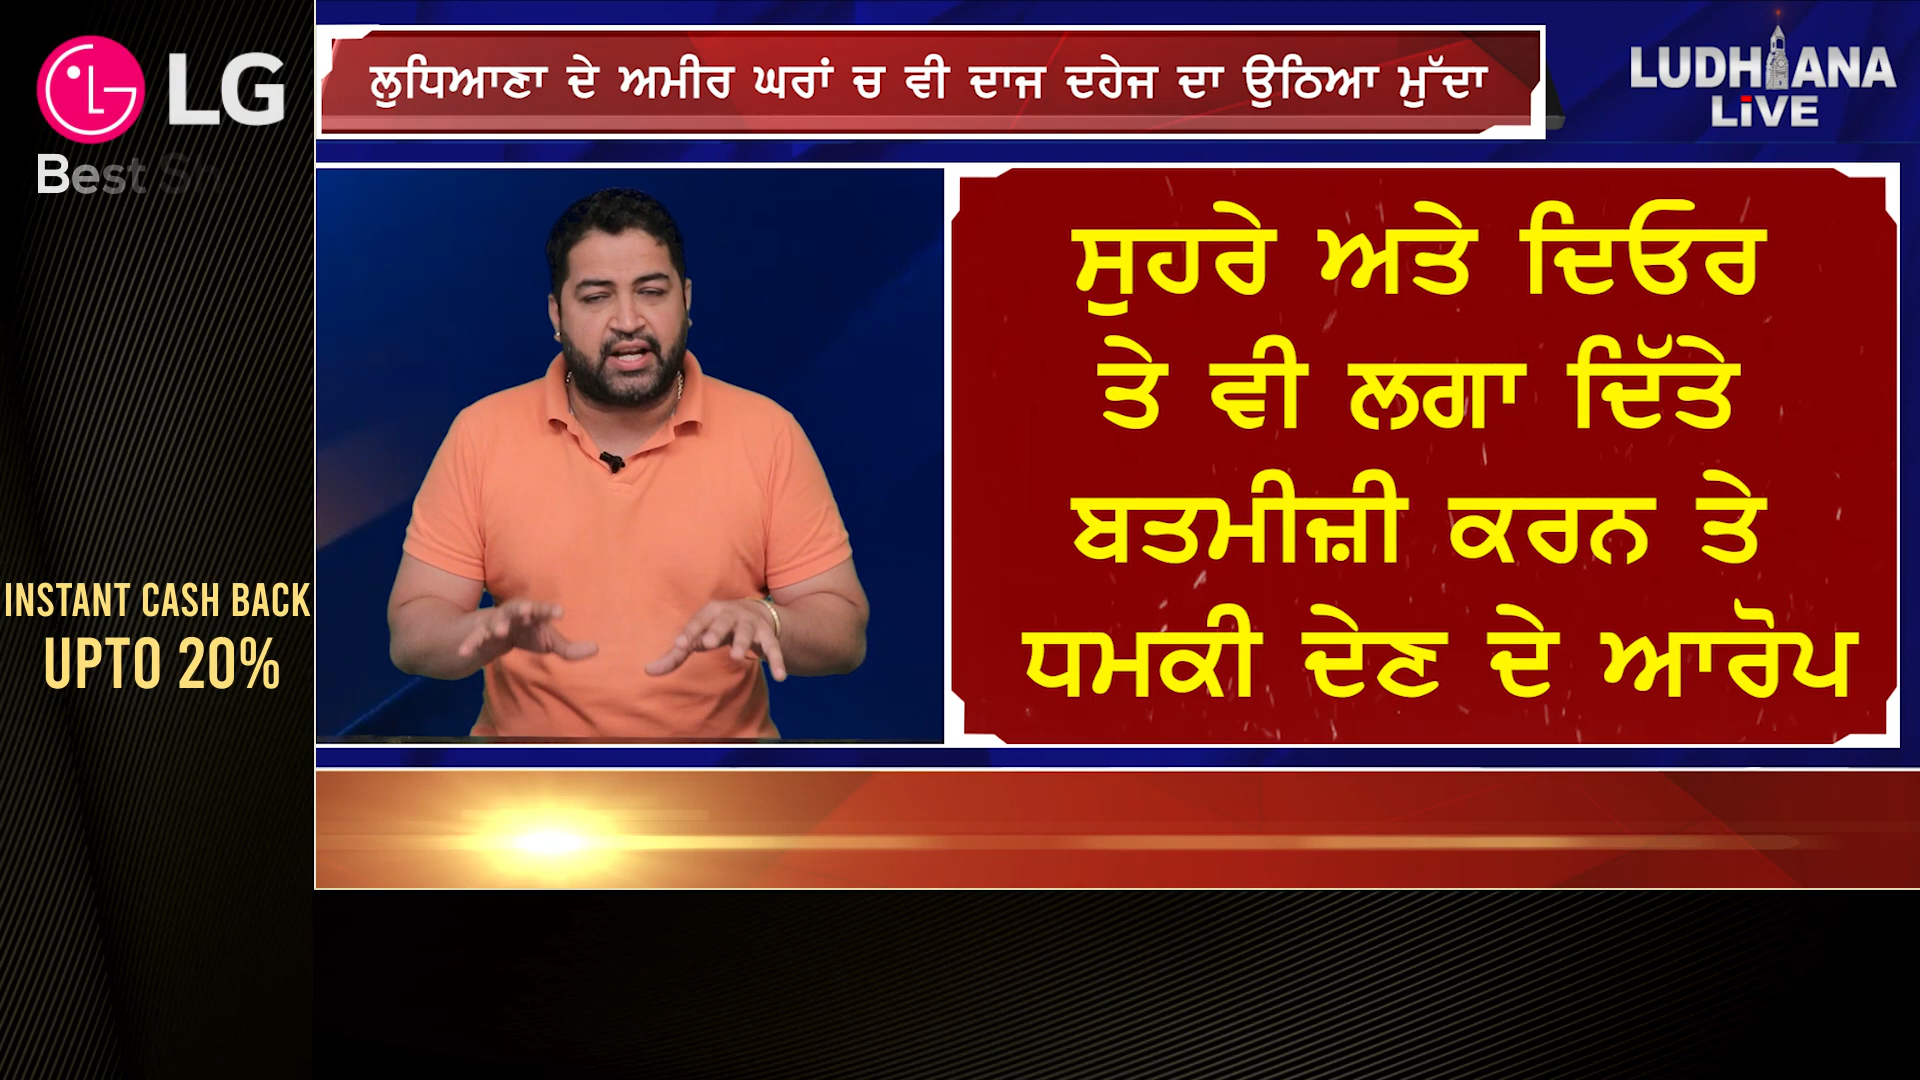 LG
Best
INSTANT CASH BACK
UPTO 20%
ਲੁਧਿਆਣਾ ਦੇ ਅਮੀਰ ਘਰਾਂ ਚ ਵੀ ਦਾਜ ਦਹੇਜ ਦਾ ਉਠਿਆ ਮੁੱਦਾ
LUDHIANA
LiVE
ਸੁਹਰੇ ਅਤੇ ਦਿਓਰ
ਤੇ ਵੀ ਲਗਾ ਦਿੱਤੇ
ਬਤਮੀਜ਼ੀ ਕਰਨ ਤੇ
ਧਮਕੀ ਦੇਣ ਦੇ ਆਰੋਪ